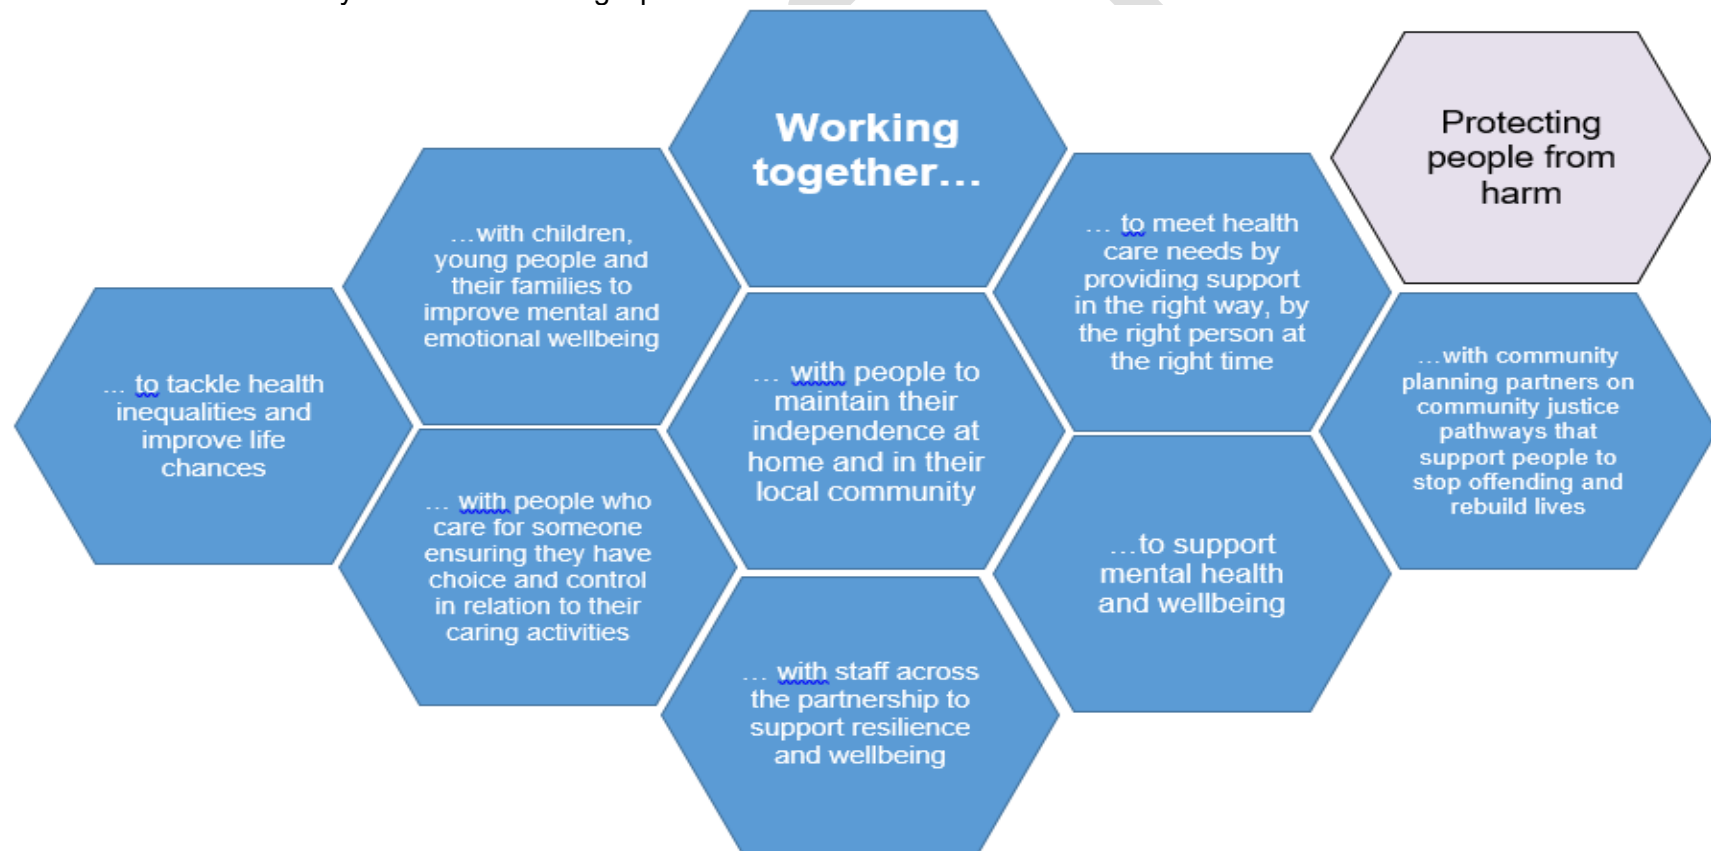 Working
together…
Protecting
people from
harm
…with children,
young people and
their families to
improve mental and
emotional wellbeing
… to meet health
care needs by
providing support
in the right way, by
the right person at
the right time
… to tackle health
inequalities and
improve life
chances
… with people to
maintain their
independence at
home and in their
local community
…with community
planning partners on
community justice
pathways that
support people to
stop offending and
rebuild lives
… with people who
care for someone
ensuring they have
choice and control
in relation to their
caring activities
…to support
mental health
and wellbeing
… with staff across
the partnership to
support resilience
and wellbeing